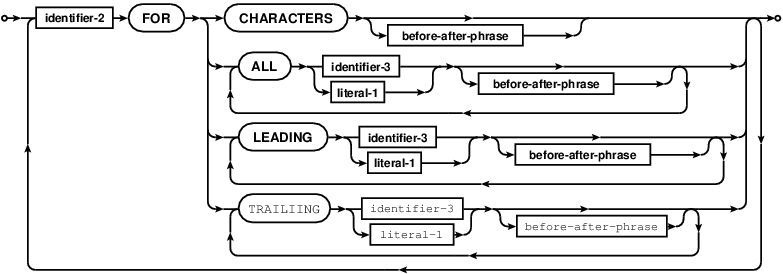 identifier-2 FOR CHARACTERS
before-after-phrase
ALL identifier-3
literal-1 before-after-phrase
LEADING identifier-3
literal-1 before-after-phrase
TRAILIING identifier-3
literal-1 before-after-phrase